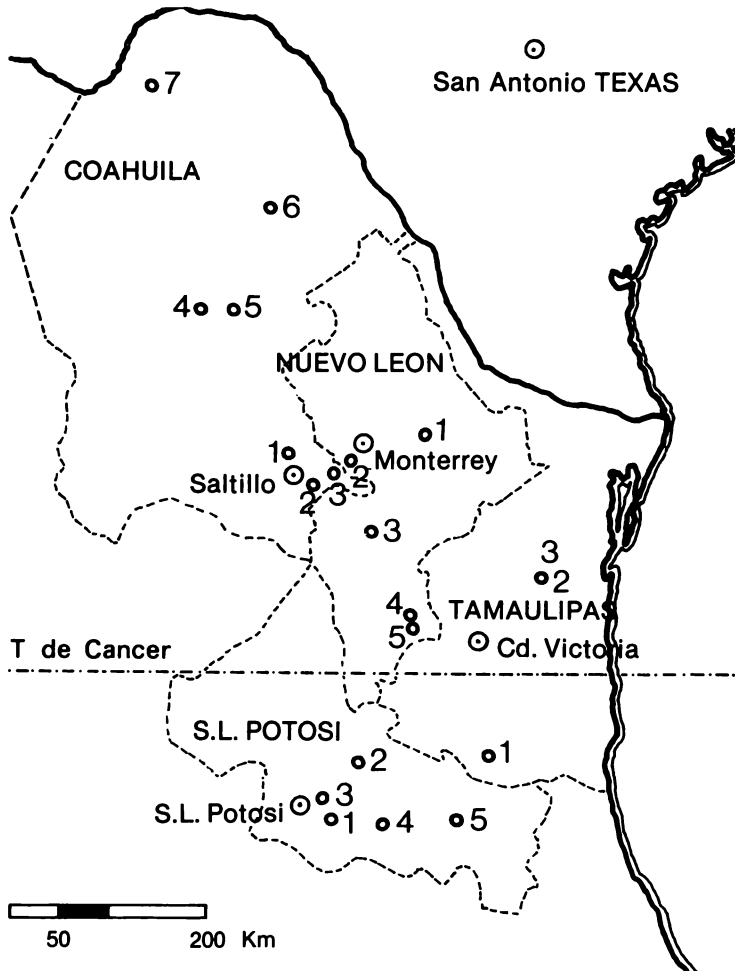 San Antonio TEXAS
7
COAHUILA
6
4 5
NUEVO LEON
1
1
Monterrey
2
Saltillo
2 3
3
3
2
4
TAMAULIPAS
5
Cd. Victoria
T de Cancer
S.L. POTOSI
2
1
3
S.L. Potosi
1 4 5
50 200 Km